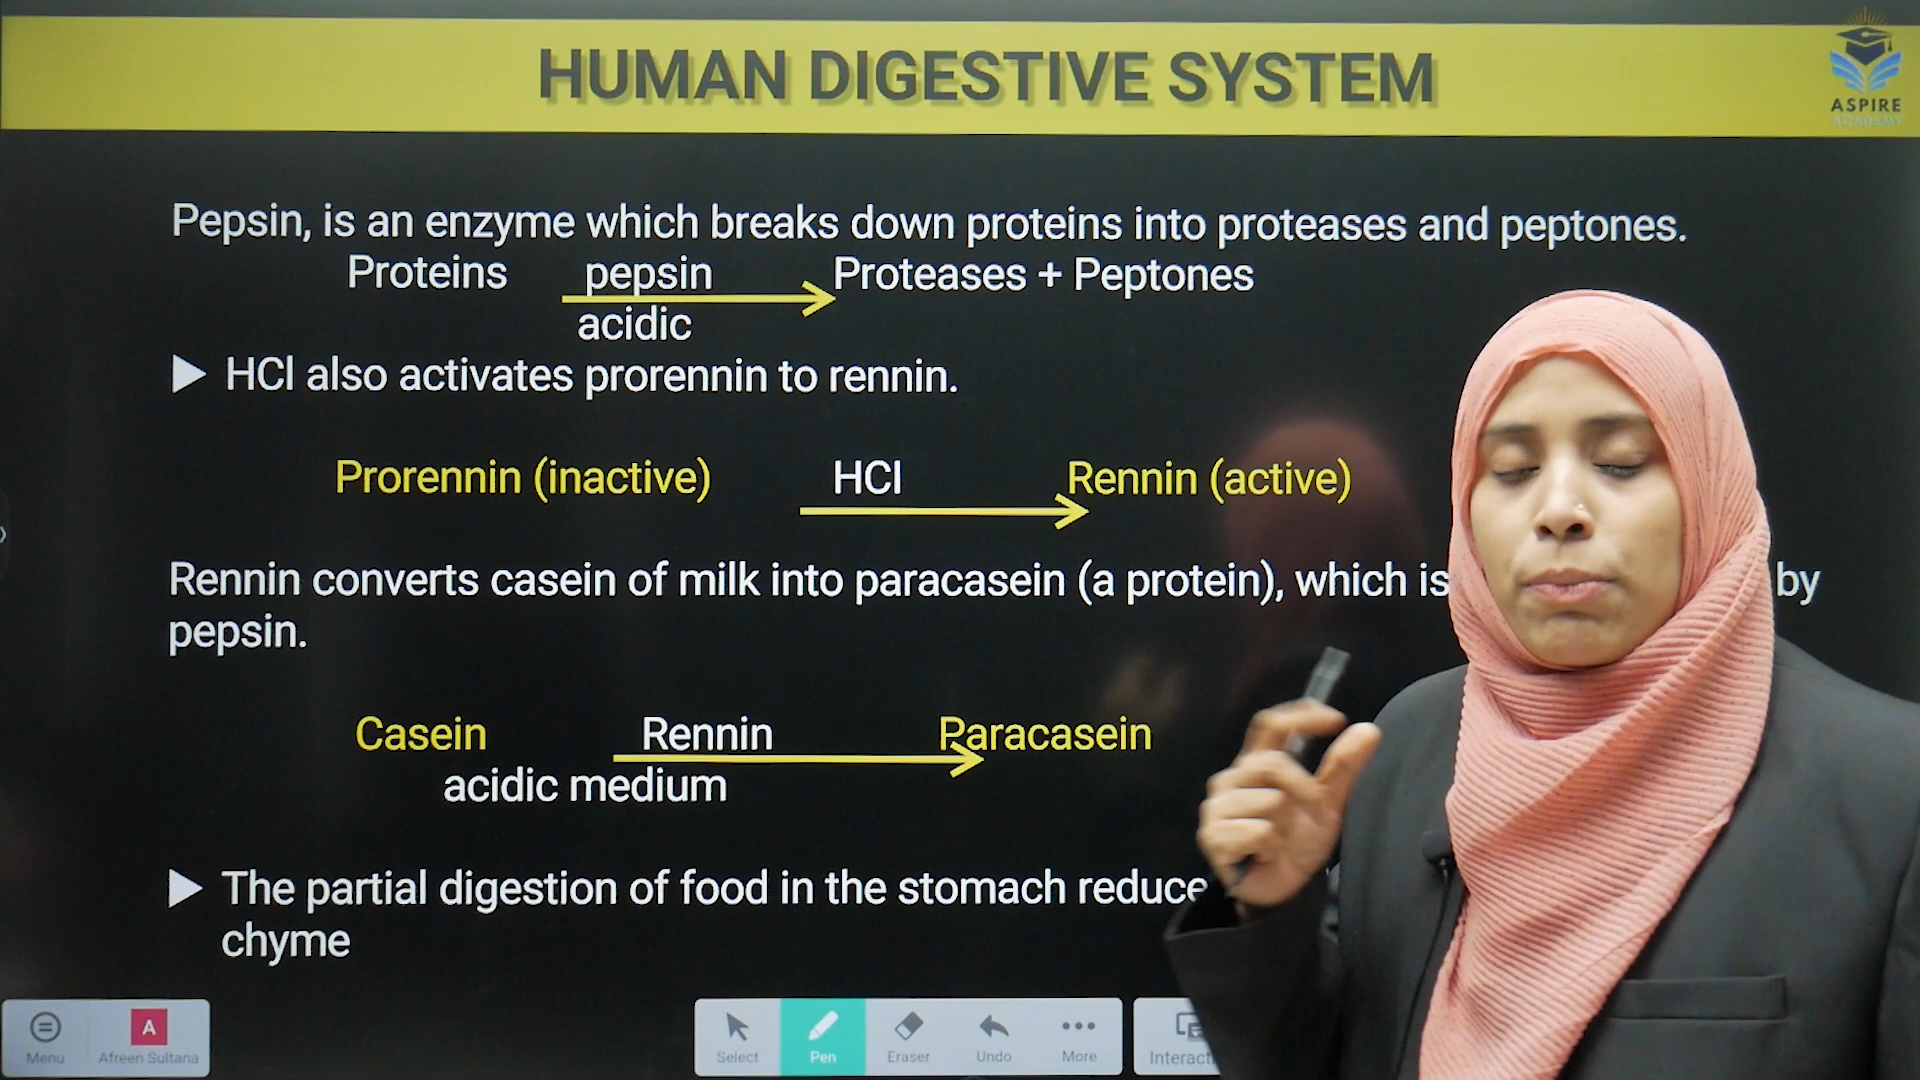 HUMAN DIGESTIVE SYSTEM
ASPIRE
ACADEMY
Pepsin, is an enzyme which breaks down proteins into proteases and peptones.
Proteins pepsin Proteases + Peptones
acidic
▶ HCl also activates prorennin to rennin.
Prorennin (inactive) HCl Rennin (active)
Rennin converts casein of milk into paracasein (a protein), which is by
pepsin.
Casein Rennin Paracasein
acidic medium
▶ The partial digestion of food in the stomach reduce
chyme
Menu Afreen Sultana Select Pen Eraser Undo More Interact
A